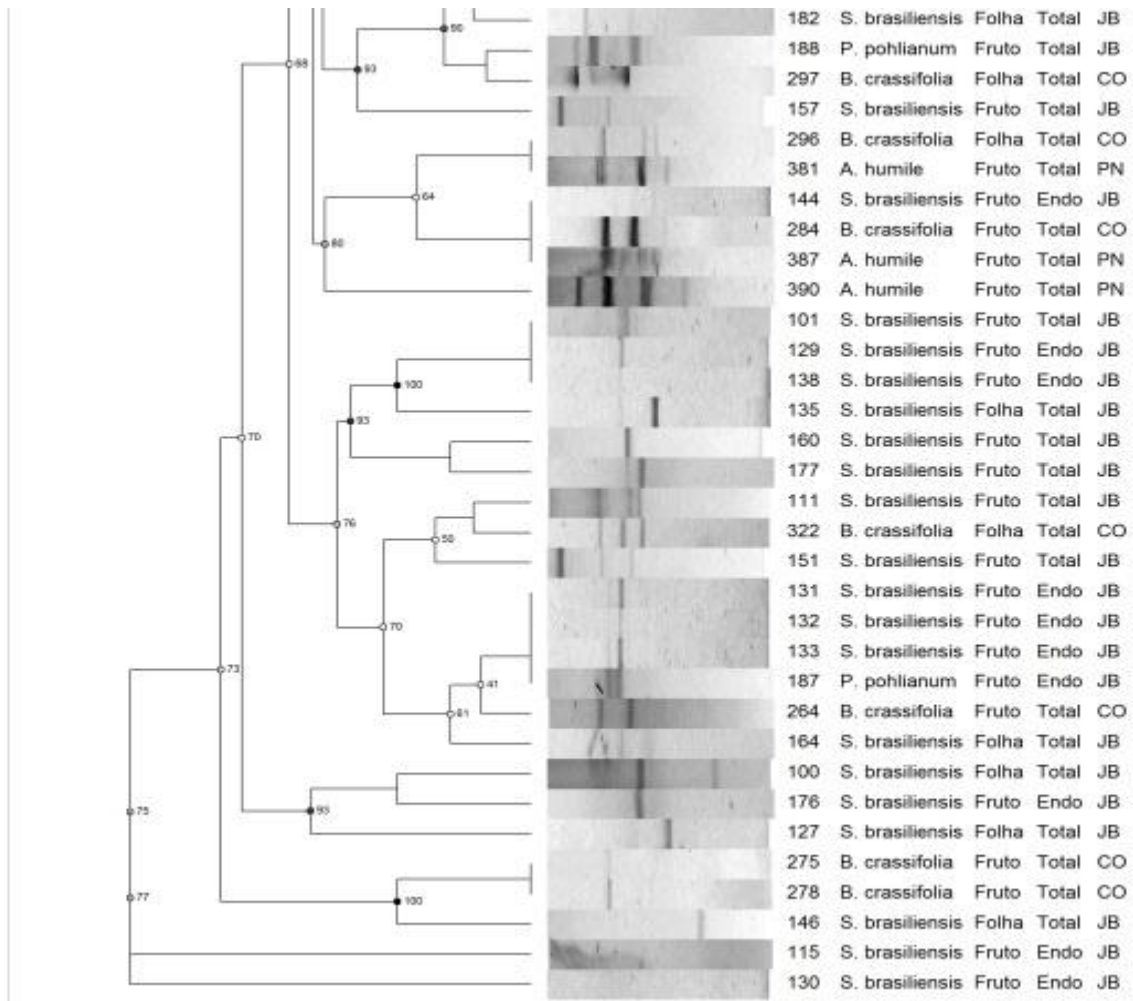 182 S. brasiliensis Folha Total JB
90
188 P. pohlianum Fruto Total JB
93
297 B. crassifolia Folha Total CO
157 S. brasiliensis Fruto Total JB
296 B. crassifolia Folha Total CO
381 A. humile Fruto Total PN
64
144 S. brasiliensis Fruto Endo JB
284 B. crassifolia Fruto Total CO
387 A. humile Fruto Total PN
390 A. humile Fruto Total PN
101 S. brasiliensis Fruto Total JB
129 S. brasiliensis Fruto Endo JB
138 S. brasiliensis Fruto Endo JB
100
135 S. brasiliensis Folha Total JB
93
160 S. brasiliensis Fruto Total JB
70
177 S. brasiliensis Fruto Total JB
111 S. brasiliensis Fruto Total JB
76
322 B. crassifolia Folha Total CO
50
151 S. brasiliensis Fruto Total JB
131 S. brasiliensis Fruto Endo JB
132 S. brasiliensis Fruto Endo JB
70
133 S. brasiliensis Fruto Endo JB
73
187 P. pohlianum Fruto Endo JB
41
264 B. crassifolia Fruto Total CO
61
164 S. brasiliensis Folha Total JB
100 S. brasiliensis Folha Total JB
176 S. brasiliensis Fruto Endo JB
75
93
127 S. brasiliensis Folha Total JB
275 B. crassifolia Fruto Total CO
278 B. crassifolia Fruto Total CO
77
100
146 S. brasiliensis Folha Total JB
115 S. brasiliensis Fruto Endo JB
130 S. brasiliensis Fruto Endo JB